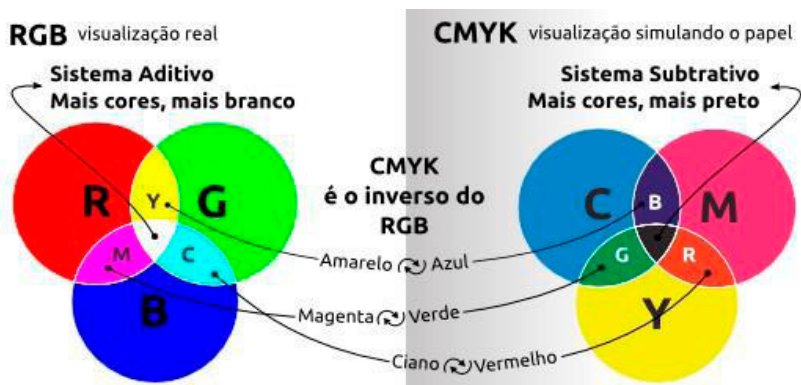 RGB visualização real
Sistema Aditivo
Mais cores, mais branco
R
Y
G
M
C
B
CMYK
é o inverso do
RGB
Amarelo Azul
Magenta Verde
Ciano Vermelho
CMYK visualização simulando o papel
Sistema Subtrativo
Mais cores, mais preto
C
B
M
G
R
Y